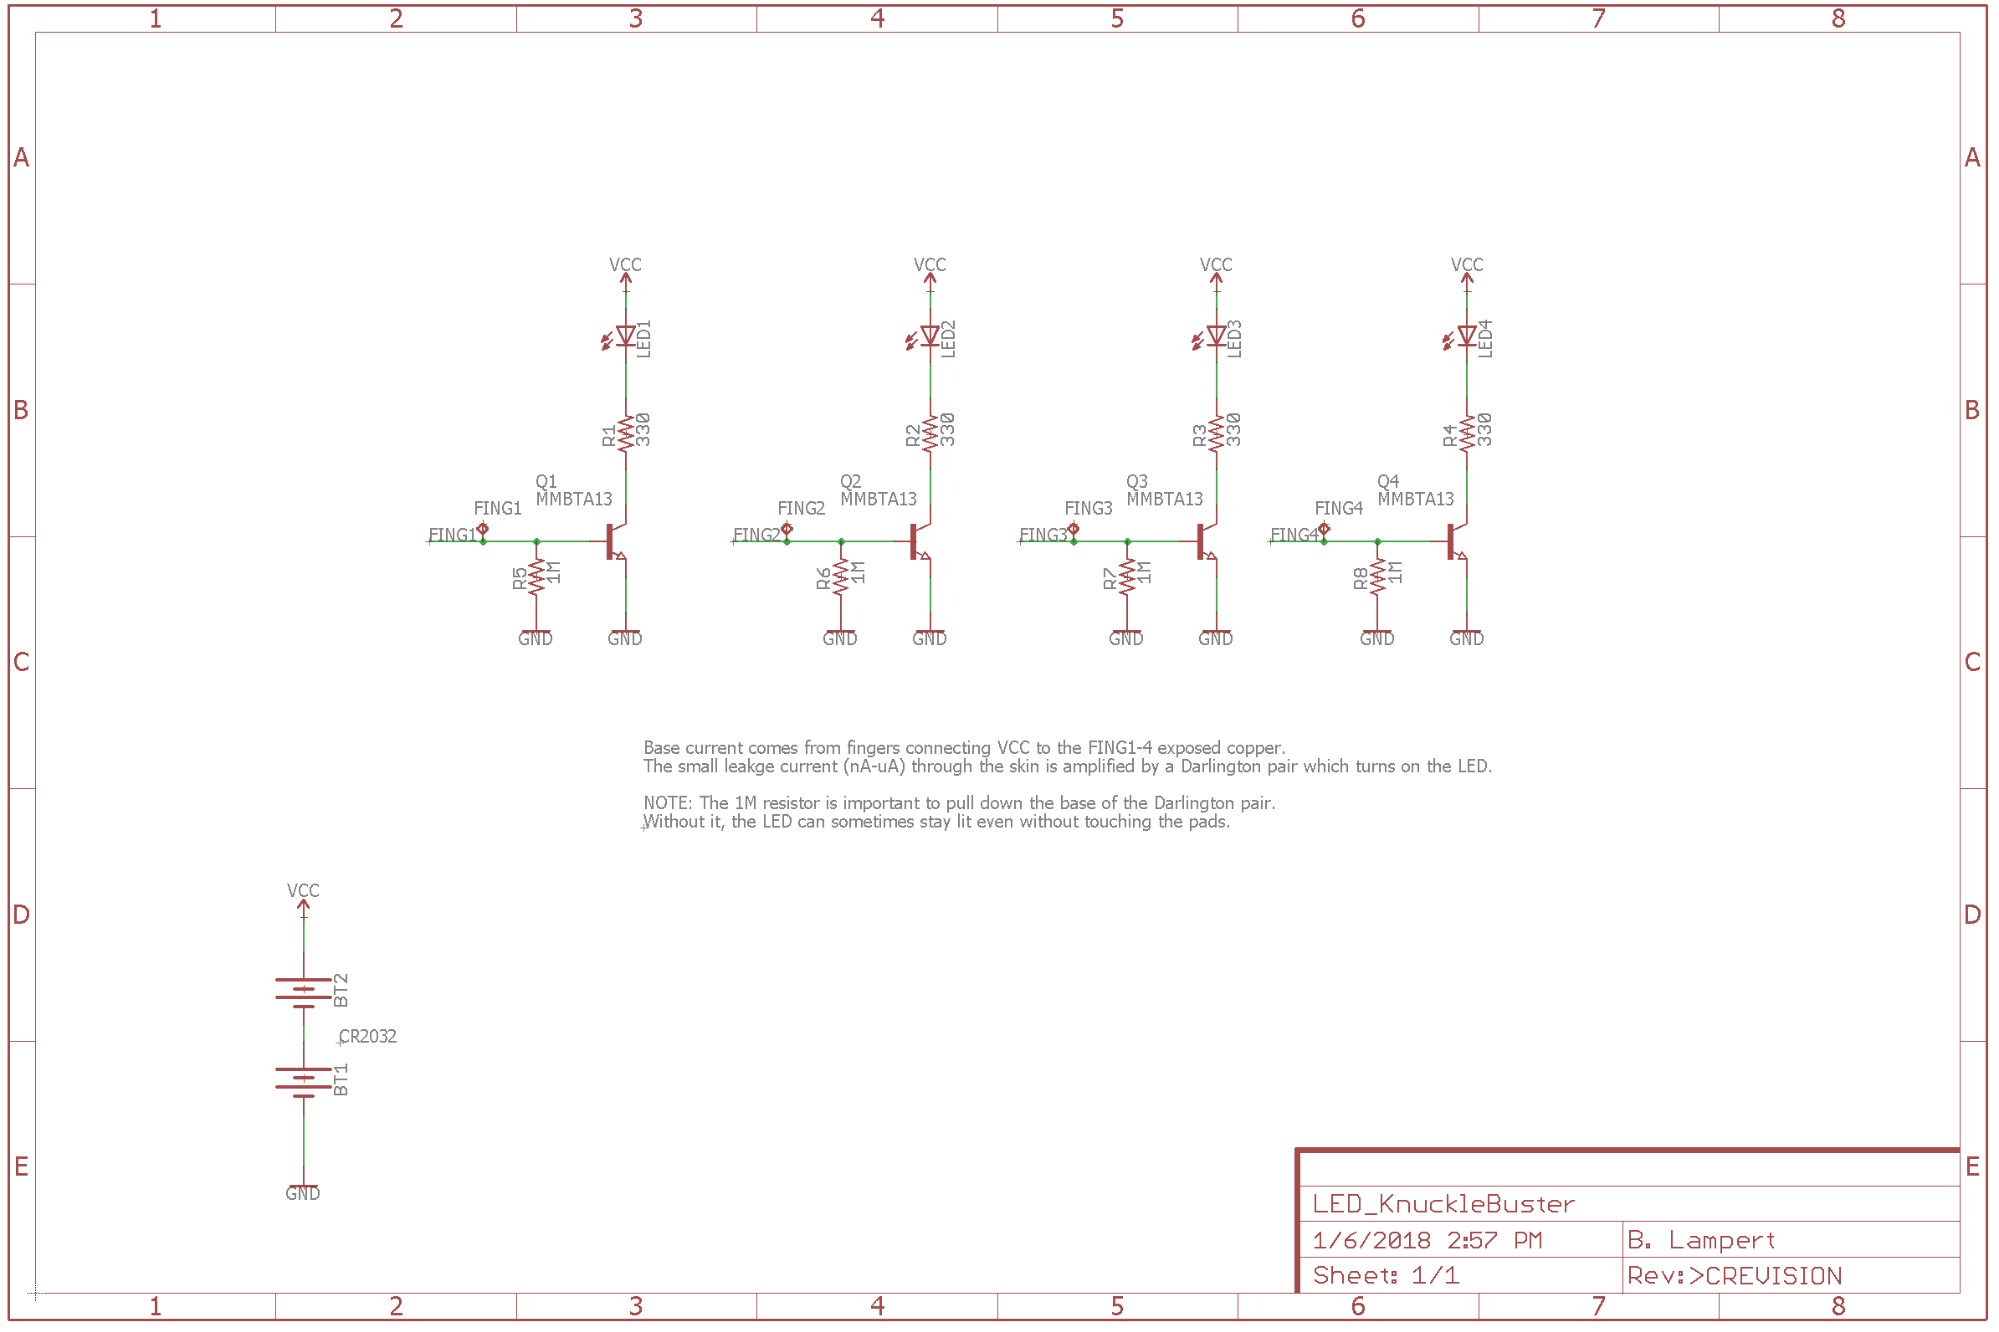 1 2 3 4 5 6 7 8
A A
VCC VCC VCC VCC
LED1 LED2 LED3 LED4
B B
R1 330 R2 330 R3 330 R4 330
Q1 Q2 Q3 Q4
MMBTA13 MMBTA13 MMBTA13 MMBTA13
FING1 FING2 FING3 FING4
FING1 FING2 FING3 FING4
R5 1M R6 1M R7 1M R8 1M
GND GND GND GND GND GND GND GND
C C
Base current comes from fingers connecting VCC to the FING1-4 exposed copper.
The small leakge current (nA-uA) through the skin is amplified by a Darlington pair which turns on the LED.
NOTE: The 1M resistor is important to pull down the base of the Darlington pair.
Without it, the LED can sometimes stay lit even without touching the pads.
VCC
D D
BT2
CR2032
BT1
E E
GND
LED_KnuckleBuster
1/6/2018 2:57 PM B. Lampert
Sheet: 1/1 Rev:>CREVISION
1 2 3 4 5 6 7 8